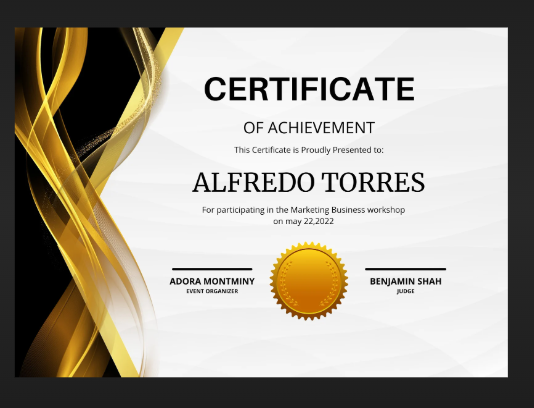 CERTIFICATE
OF ACHIEVEMENT
This Certificate is Proudly Presented to:
ALFREDO TORRES
For participating in the Marketing Business workshop
on may 22,2022
ADORA MONTMINY
EVENT ORGANIZER
BENJAMIN SHAH
JUDGE